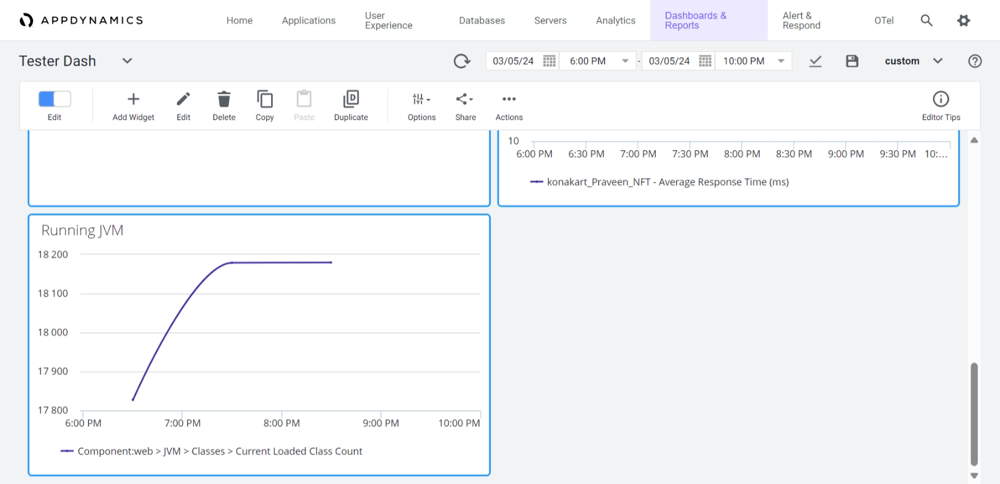 APPDYNAMICS
Home
Applications
User
Experience
Databases
Servers
Analytics
Dashboards &
Reports
Alert &
Respond
OTel
Tester Dash
03/05/24
6:00 PM
-
03/05/24
10:00 PM
custom
Edit
Add Widget
Edit
Delete
Copy
Paste
D
Duplicate
Options
Share
Actions
Editor Tips
10
6:00 PM 6:30 PM 7:00 PM 7:30 PM 8:00 PM 8:30 PM 9:00 PM 9:30 PM 10:...
konakart_Praveen_NFT - Average Response Time (ms)
Running JVM
18 200
18 100
18 000
17 900
17 800
6:00 PM 7:00 PM 8:00 PM 9:00 PM 10:00 PM
Component:web > JVM > Classes > Current Loaded Class Count